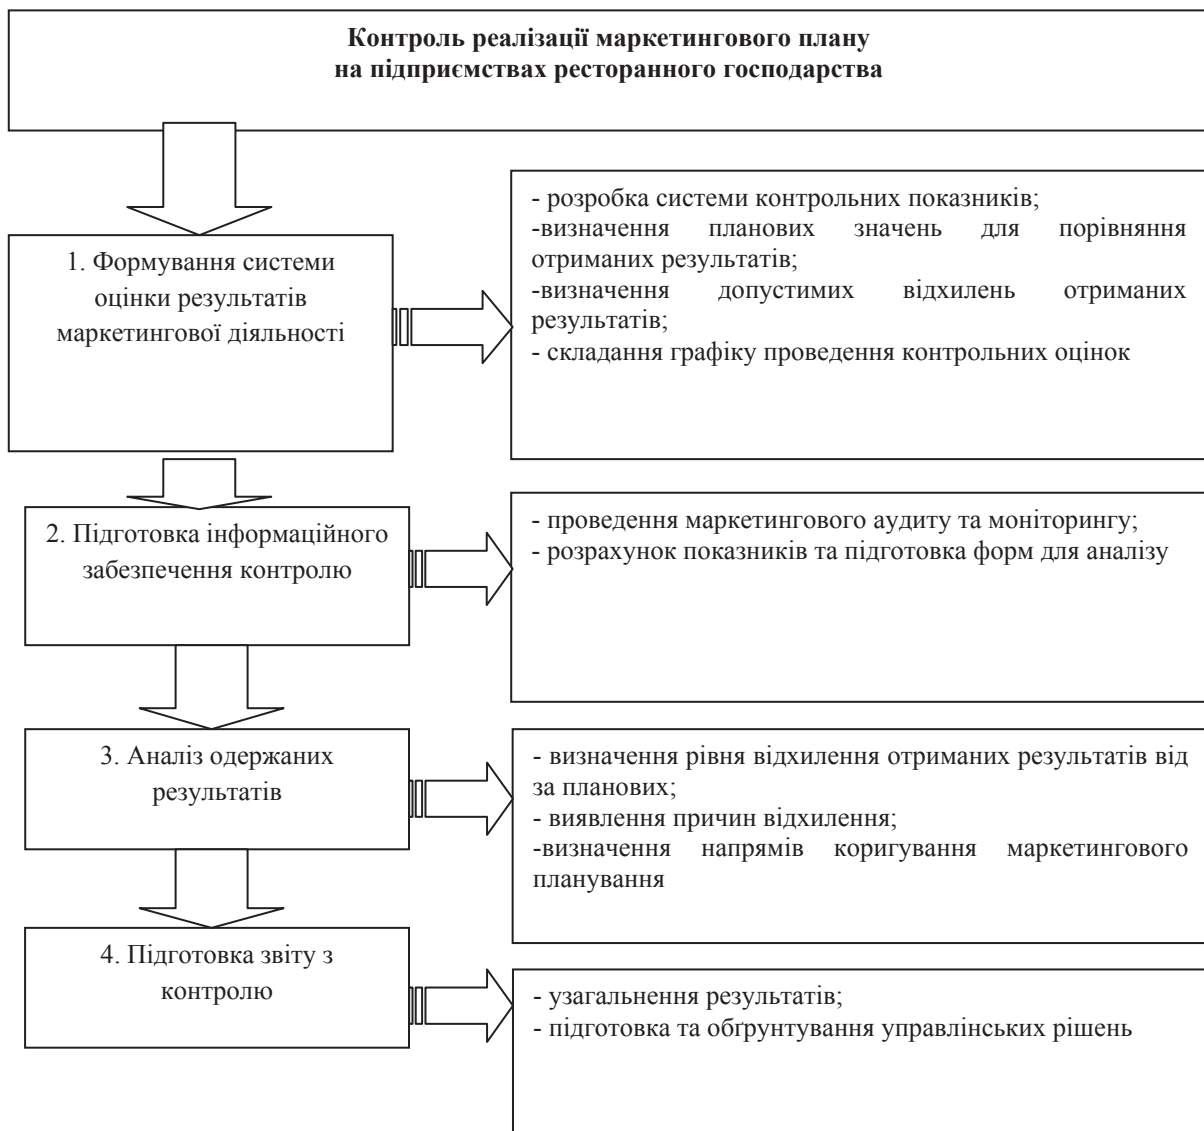 Контроль реалізації маркетингового плану
на підприємствах ресторанного господарства
1. Формування системи
оцінки результатів
маркетингової діяльності
- розробка системи контрольних показників;
-визначення планових значень для порівняння
отриманих результатів;
-визначення допустимих відхилень отриманих
результатів;
- складання графіку проведення контрольних оцінок
2. Підготовка інформаційного
забезпечення контролю
- проведення маркетингового аудиту та моніторингу;
- розрахунок показників та підготовка форм для аналізу
3. Аналіз одержаних
результатів
- визначення рівня відхилення отриманих результатів від
за планових;
- виявлення причин відхилення;
-визначення напрямів коригування маркетингового
планування
4. Підготовка звіту з
контролю
- узагальнення результатів;
- підготовка та обґрунтування управлінських рішень